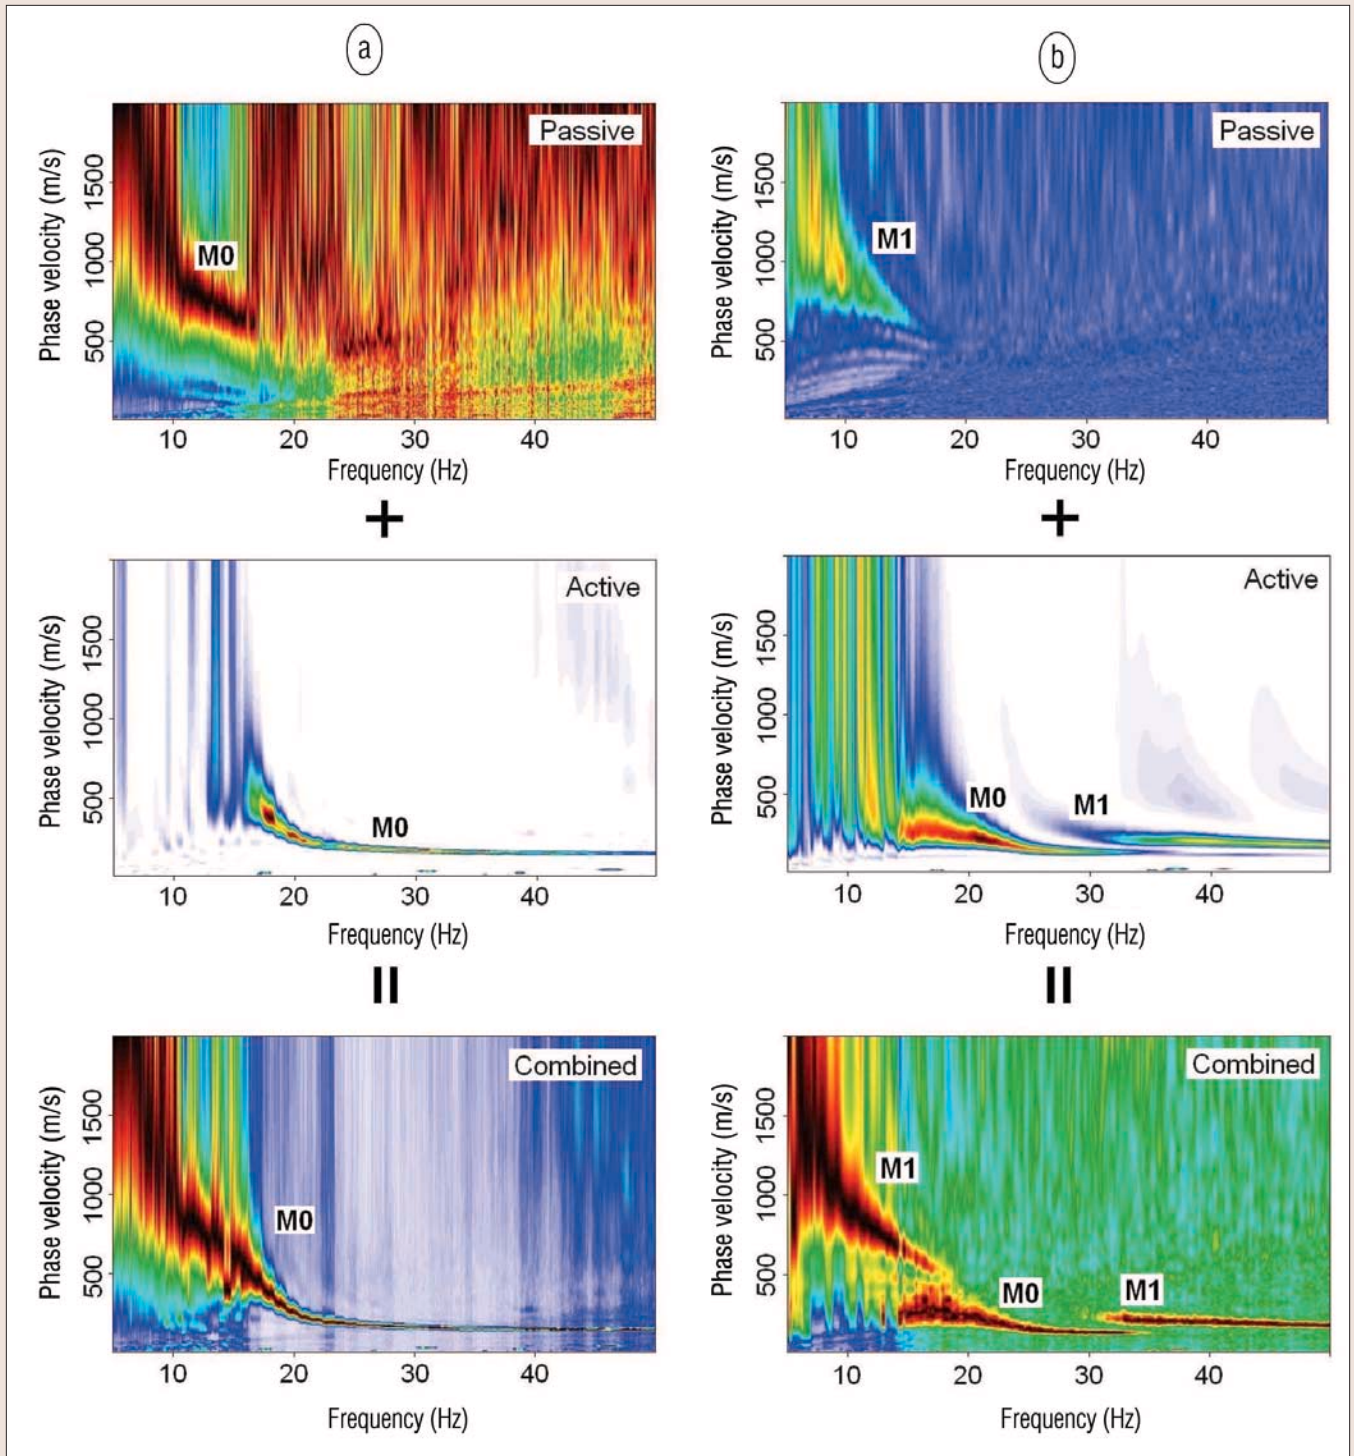 a
Passive
M0
Phase velocity (m/s)
500 1000 1500
10 20 30 40
Frequency (Hz)
+
Active
M0
Phase velocity (m/s)
500 1000 1500
10 20 30 40
Frequency (Hz)
=
Combined
M0
Phase velocity (m/s)
500 1000 1500
10 20 30 40
Frequency (Hz)
b
Passive
M1
Phase velocity (m/s)
500 1000 1500
10 20 30 40
Frequency (Hz)
+
Active
M0
M1
Phase velocity (m/s)
500 1000 1500
10 20 30 40
Frequency (Hz)
=
Combined
M1
M0
M1
Phase velocity (m/s)
500 1000 1500
10 20 30 40
Frequency (Hz)